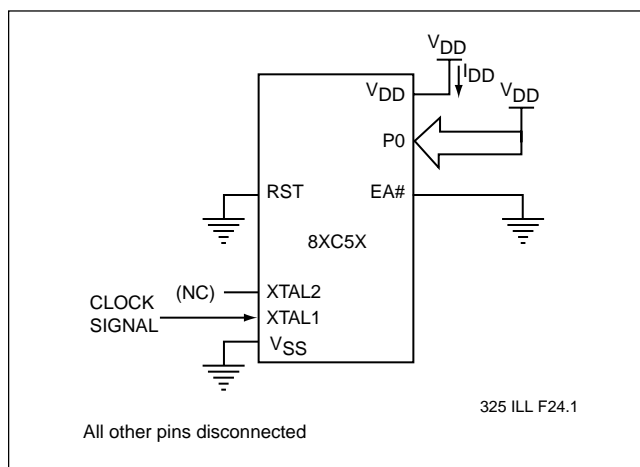 VDD
IDD
VDD
VDD
P0
RST
EA#
8XC5X
(NC)
XTAL2
CLOCK
SIGNAL
XTAL1
VSS
325 ILL F24.1
All other pins disconnected